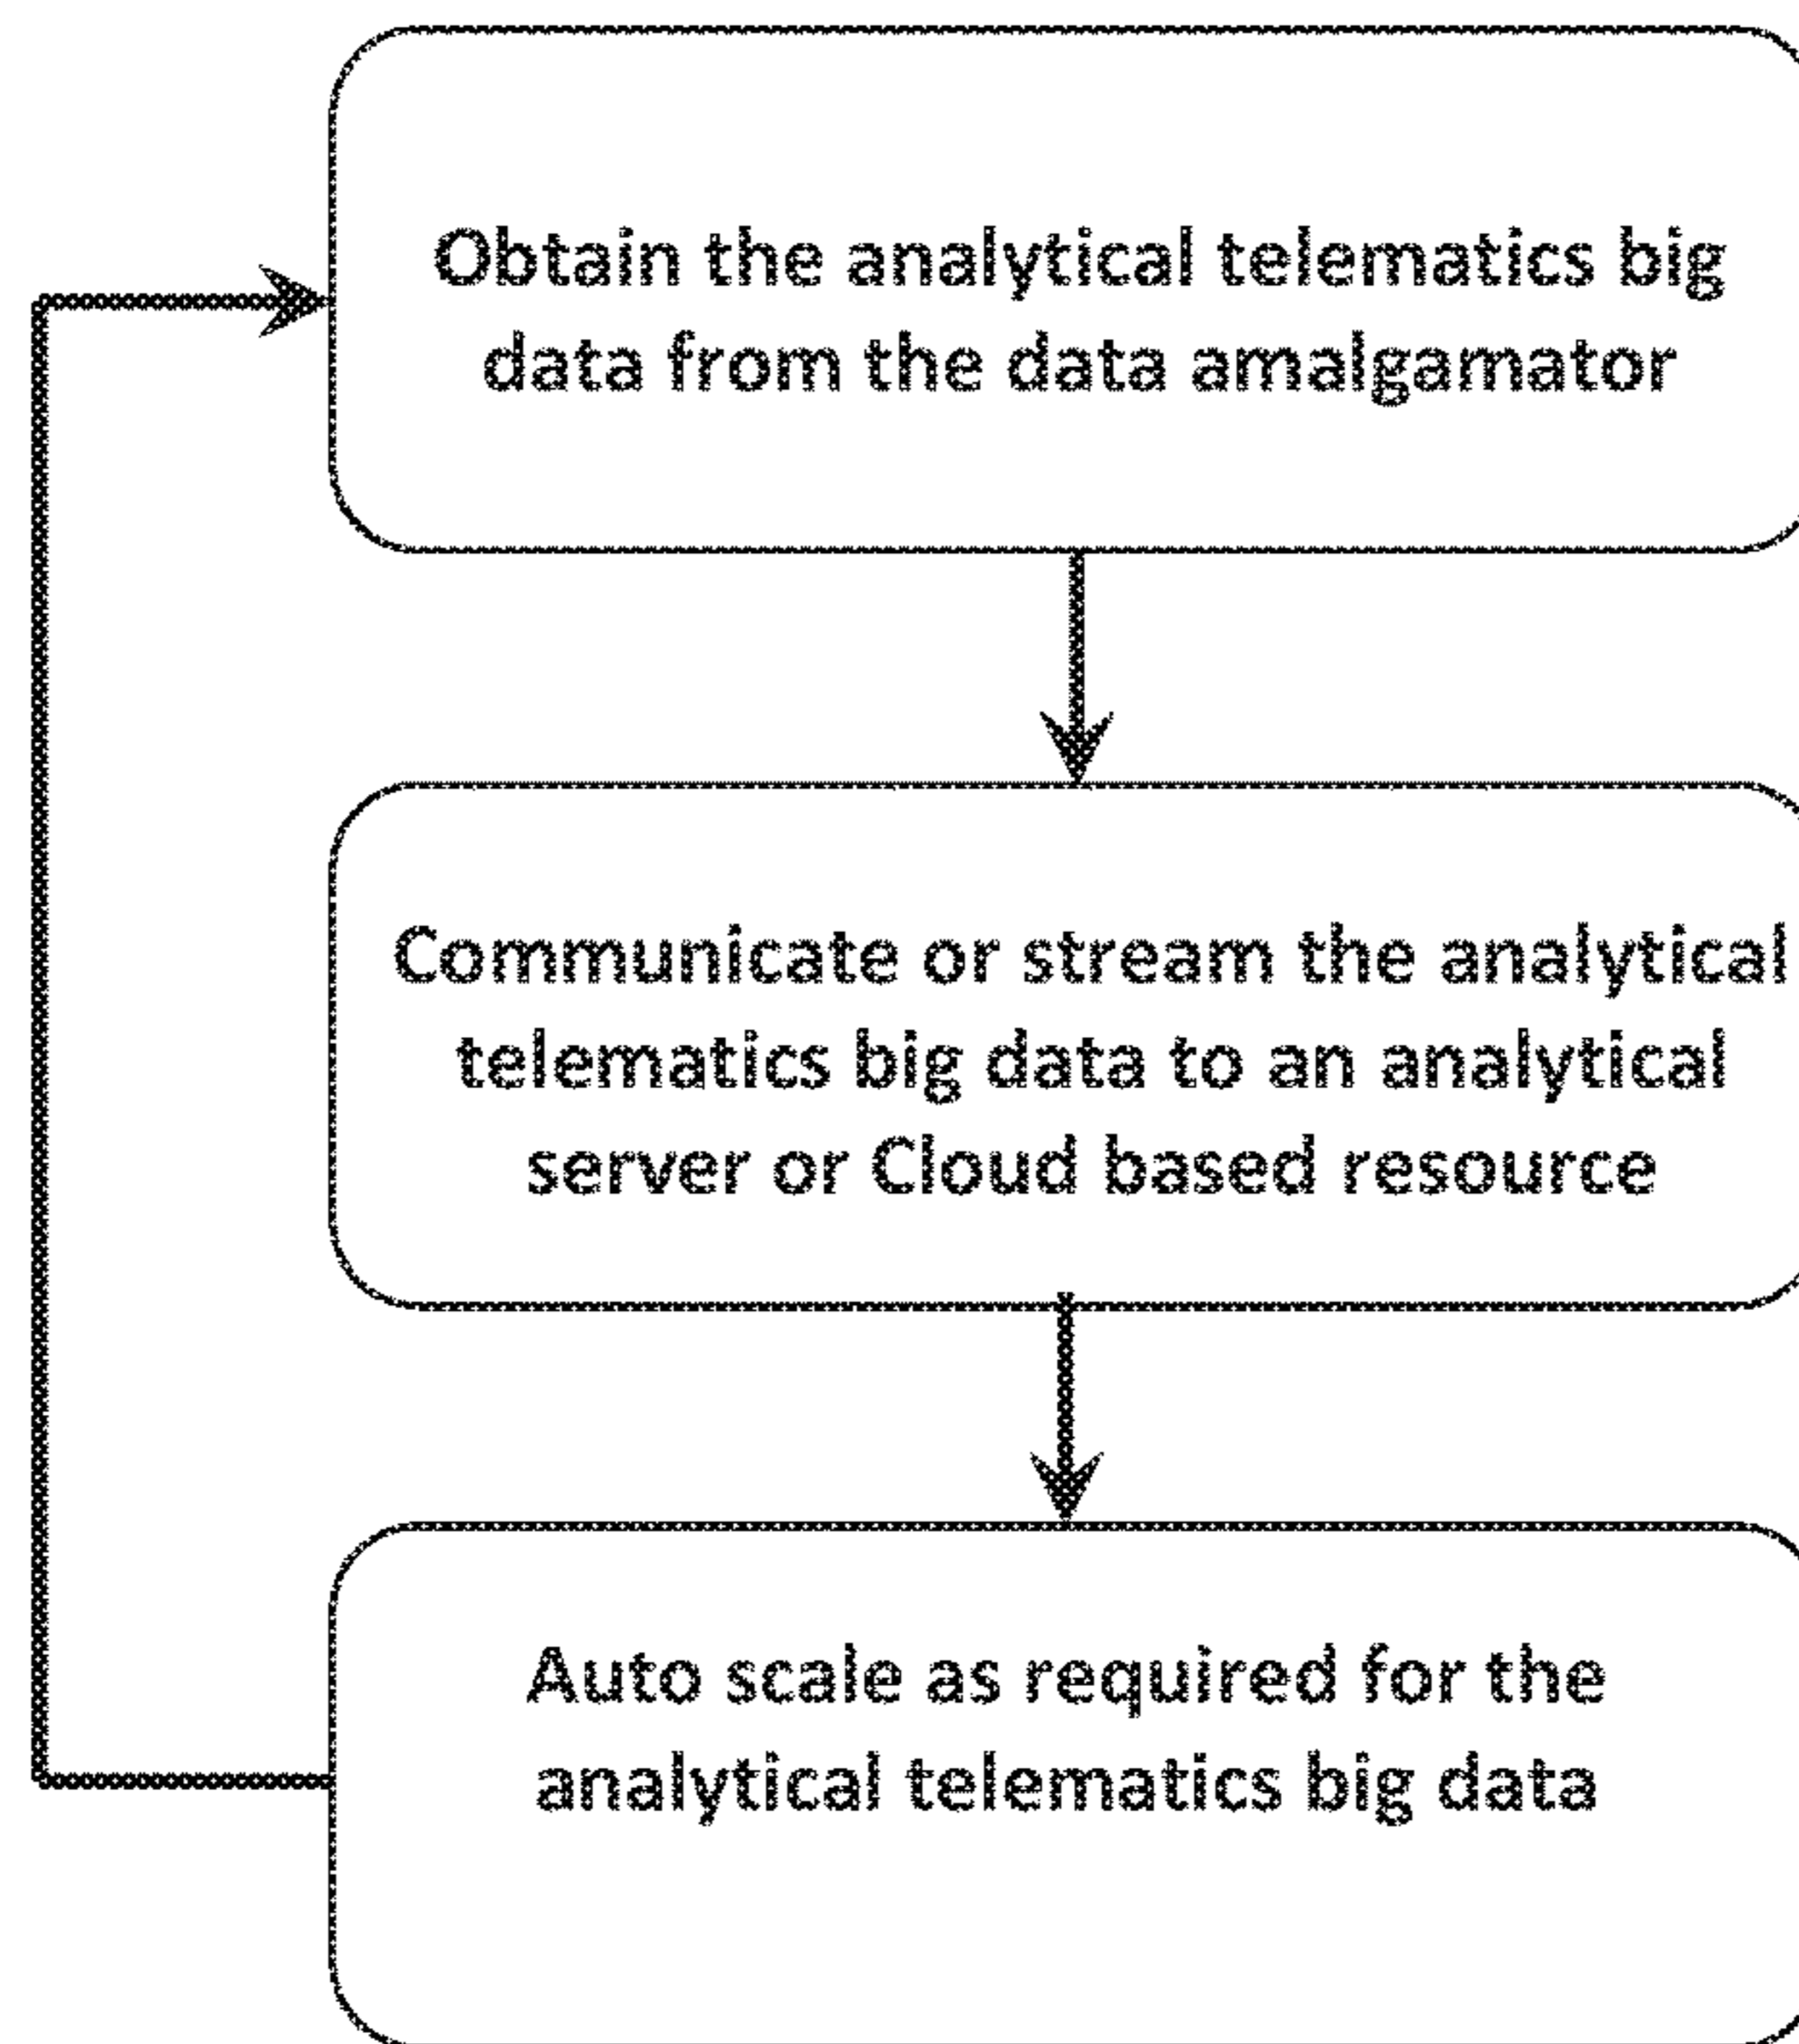 Obtain the analytical telematics big
data from the data amalgamator
Communicate or stream the analytical
telematics big data to an analytical
server or Cloud based resource
Auto scale as required for the
analytical telematics big data